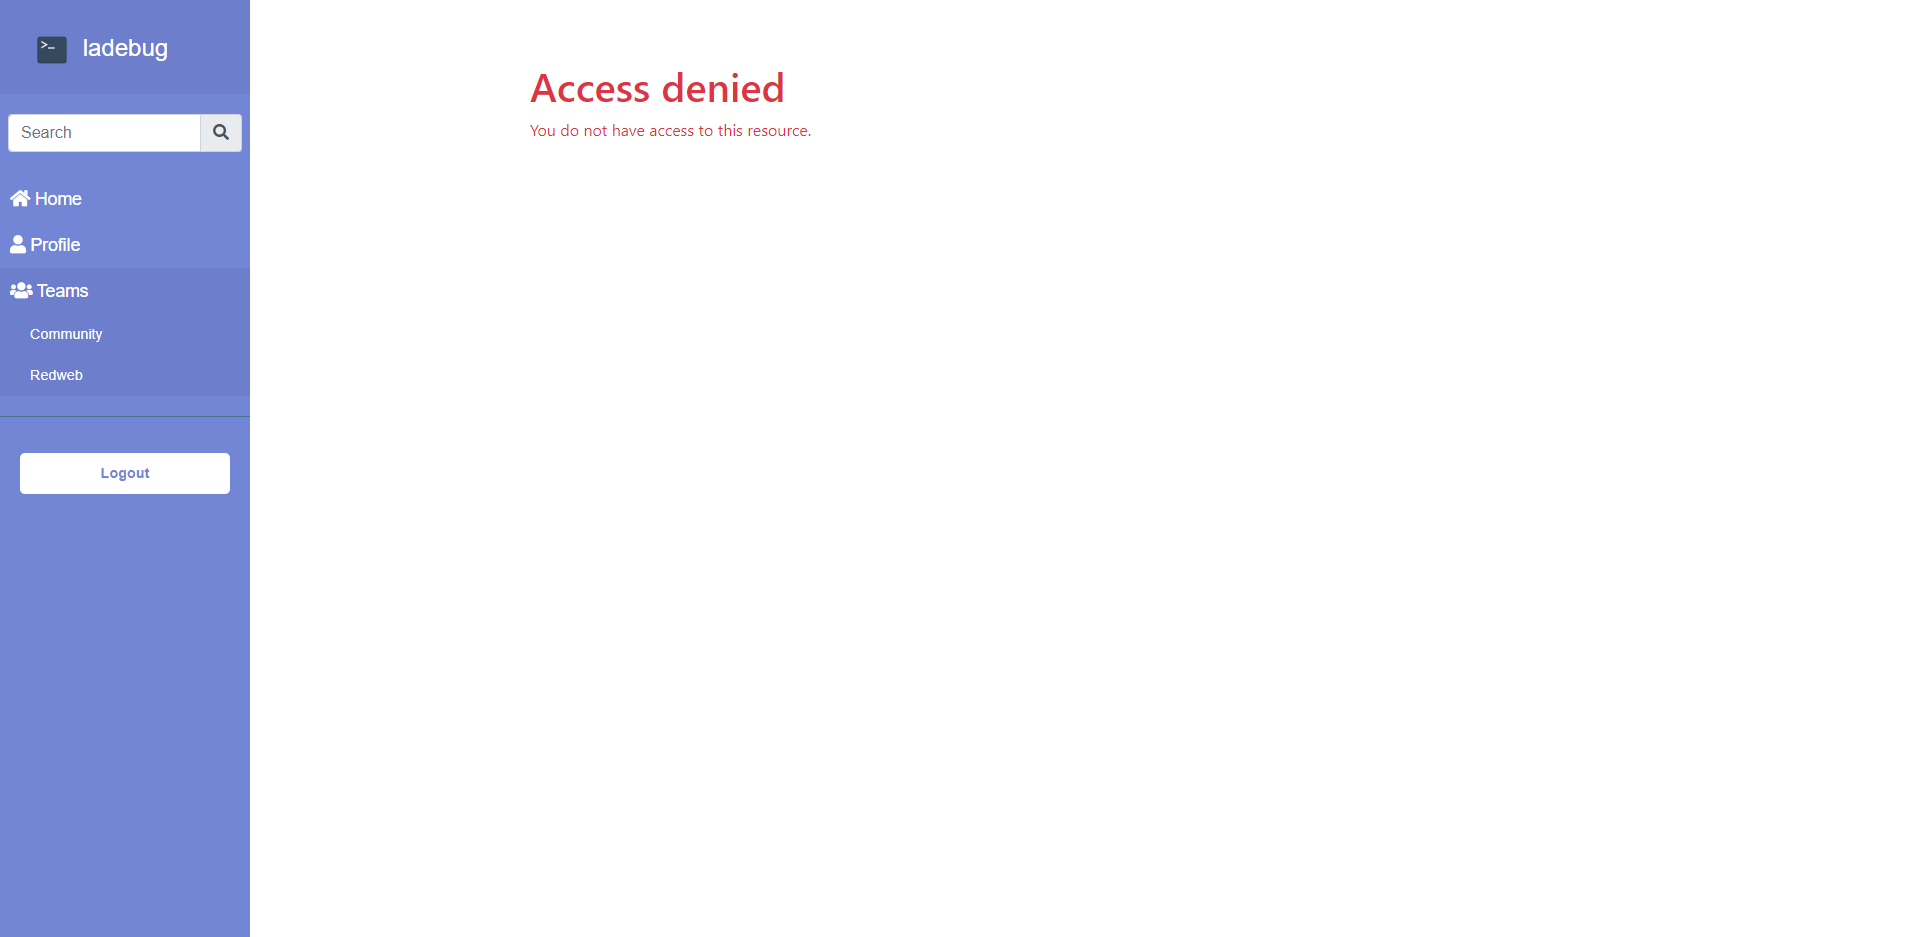 >_ ladebug
Search
Home
Profile
Teams
Community
Redweb
Logout
Access denied
You do not have access to this resource.